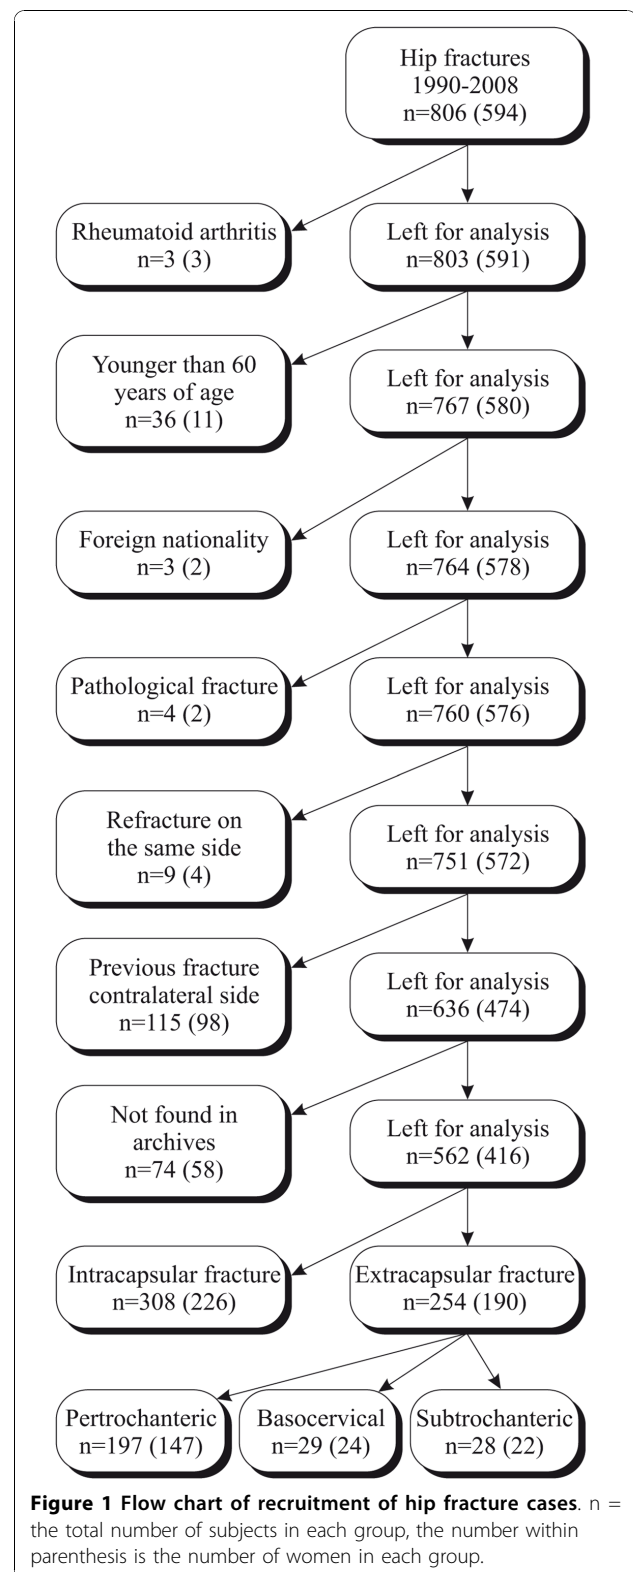 Hip fractures
1990-2008
n=806 (594)
Rheumatoid arthritis
n=3 (3)
Left for analysis
n=803 (591)
Younger than 60
years of age
n=36 (11)
Left for analysis
n=767 (580)
Foreign nationality
n=3 (2)
Left for analysis
n=764 (578)
Pathological fracture
n=4 (2)
Left for analysis
n=760 (576)
Refracture on
the same side
n=9 (4)
Left for analysis
n=751 (572)
Previous fracture
contralateral side
n=115 (98)
Left for analysis
n=636 (474)
Not found in
archives
n=74 (58)
Left for analysis
n=562 (416)
Intracapsular fracture
n=308 (226)
Extracapsular fracture
n=254 (190)
Pertrochanteric
n=197 (147)
Basocervical
n=29 (24)
Subtrochanteric
n=28 (22)
Figure 1 Flow chart of recruitment of hip fracture cases. n =
the total number of subjects in each group, the number within
parenthesis is the number of women in each group.